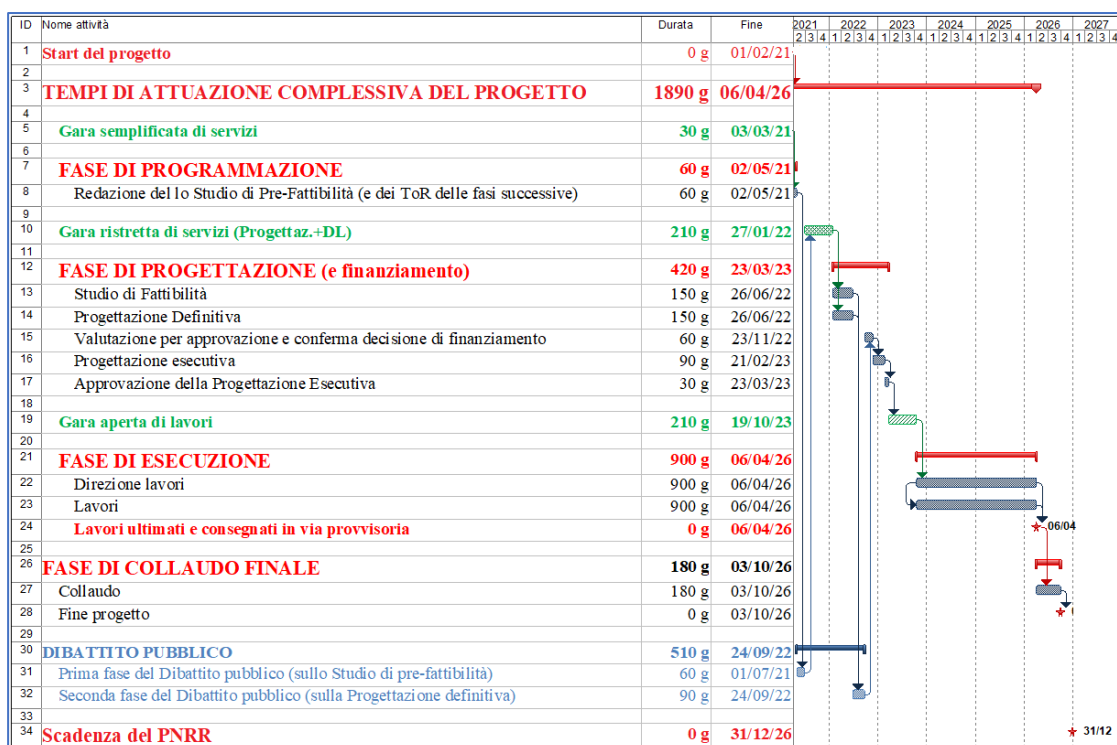 ID Nome attività Durata Fine 2021 2022 2023 2024 2025 2026 2027
2 3 4 1 2 3 4 1 2 3 4 1 2 3 4 1 2 3 4 1 2 3 4 1 2 3 4
1 Start del progetto 0 g 01/02/21
2
3 TEMPI DI ATTUAZIONE COMPLESSIVA DEL PROGETTO 1890 g 06/04/26
4
5 Gara semplificata di servizi 30 g 03/03/21
6
7 FASE DI PROGRAMMAZIONE 60 g 02/05/21
8 Redazione del lo Studio di Pre-Fattibilità (e dei ToR delle fasi successive) 60 g 02/05/21
9
10 Gara ristretta di servizi (Progettaz.+DL) 210 g 27/01/22
11
12 FASE DI PROGETTAZIONE (e finanziamento) 420 g 23/03/23
13 Studio di Fattibilità 150 g 26/06/22
14 Progettazione Definitiva 150 g 26/06/22
15 Valutazione per approvazione e conferma decisione di finanziamento 60 g 23/11/22
16 Progettazione esecutiva 90 g 21/02/23
17 Approvazione della Progettazione Esecutiva 30 g 23/03/23
18
19 Gara aperta di lavori 210 g 19/10/23
20
21 FASE DI ESECUZIONE 900 g 06/04/26
22 Direzione lavori 900 g 06/04/26
23 Lavori 900 g 06/04/26
24 Lavori ultimati e consegnati in via provvisoria 0 g 06/04/26 06/04
25
26 FASE DI COLLAUDO FINALE 180 g 03/10/26
27 Collaudo 180 g 03/10/26
28 Fine progetto 0 g 03/10/26
29
30 DIBATTITO PUBBLICO 510 g 24/09/22
31 Prima fase del Dibattito pubblico (sullo Studio di pre-fattibilità) 60 g 01/07/21
32 Seconda fase del Dibattito pubblico (sulla Progettazione definitiva) 90 g 24/09/22
33
34 Scadenza del PNRR 0 g 31/12/26 31/12